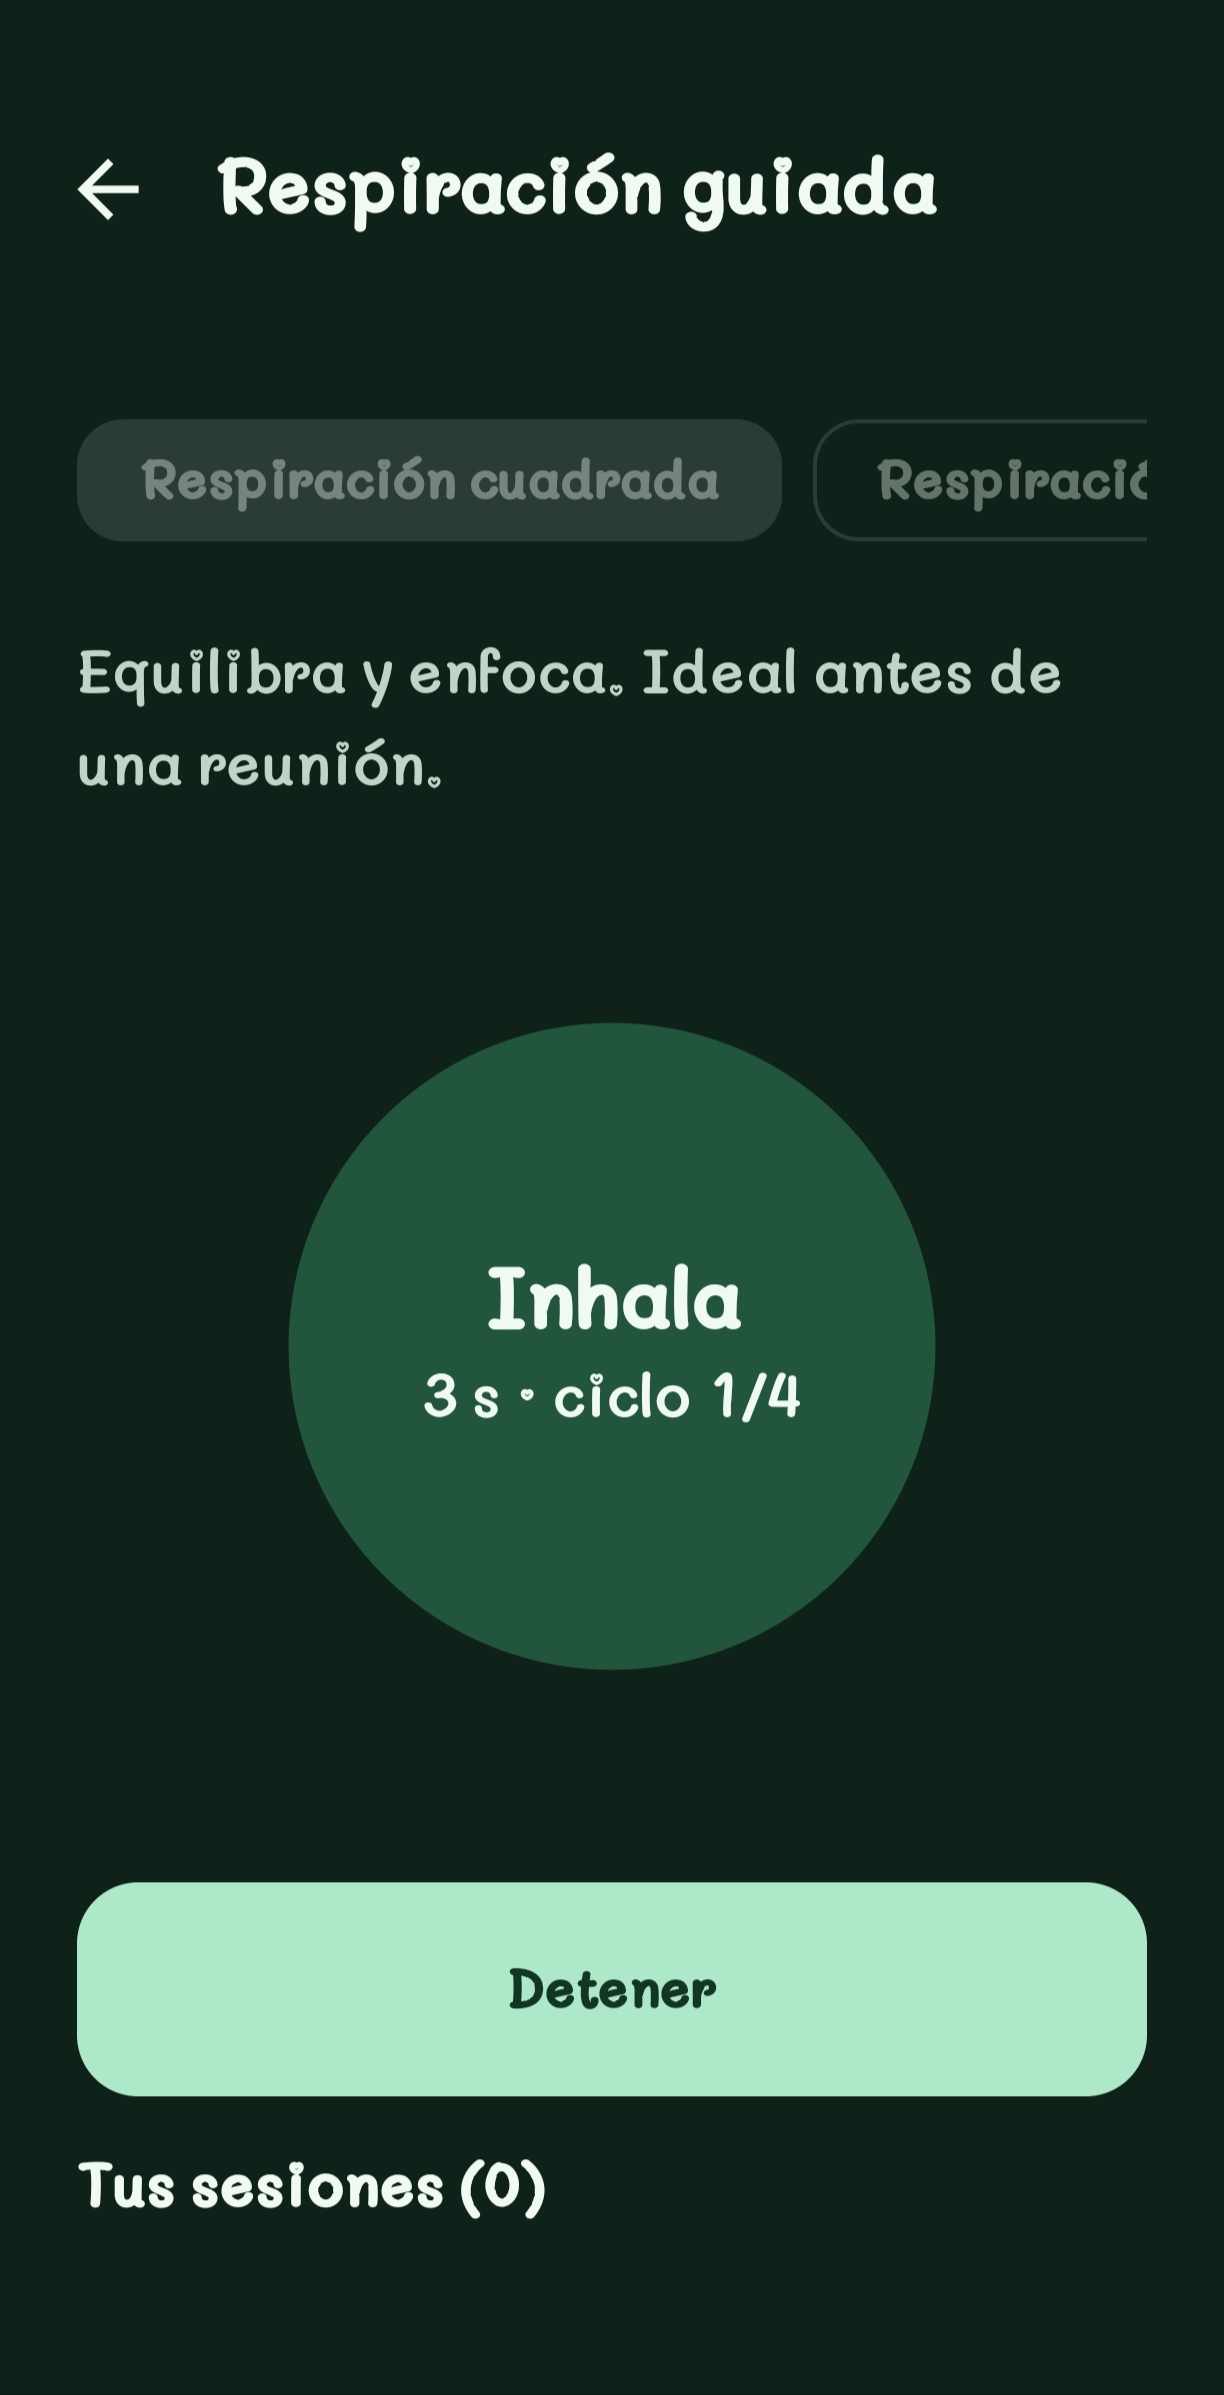 Respiración guiada
Respiración cuadrada
Equilibra y enfoca. Ideal antes de
una reunión.
Inhala
3 s · ciclo 1/4
Detener
Tus sesiones (0)